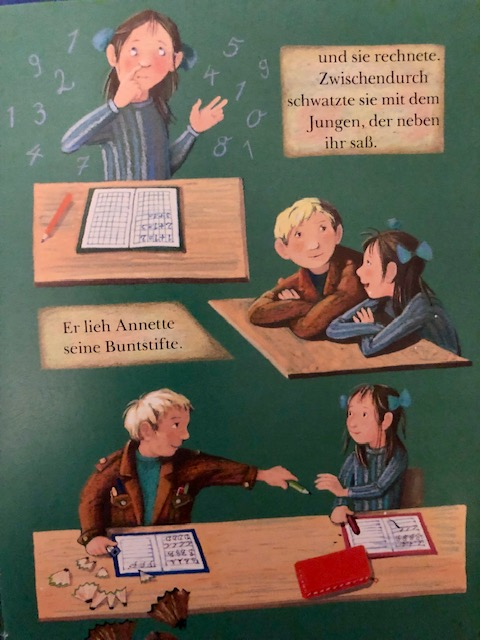 und sie rechnete.
Zwischendurch
schwatzte sie mit dem
Jungen, der neben
ihr saß.
Er lieh Annette
seine Buntstifte.